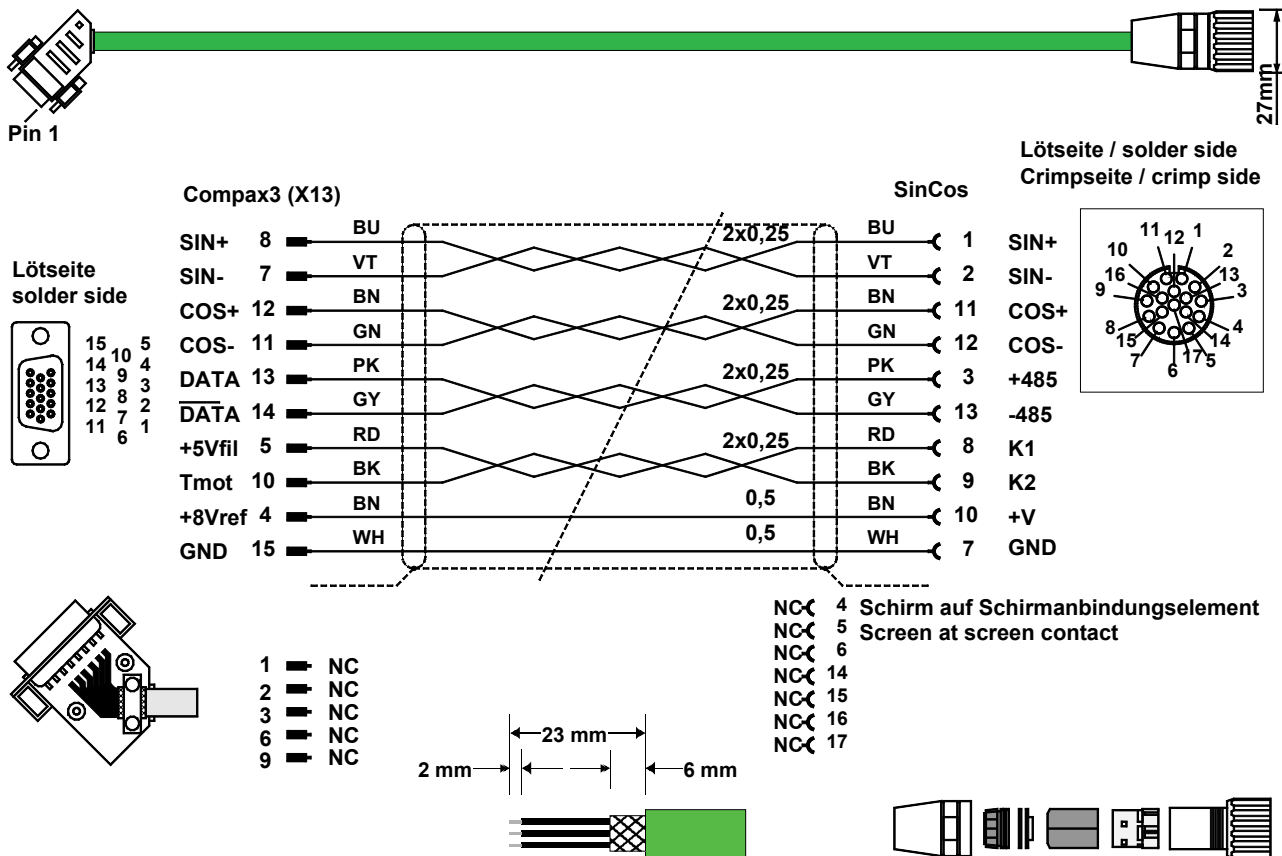 27mm
Pin 1
Lötseite / solder side
Crimpseite / crimp side
Compax3 (X13)
SinCos
Lötseite
solder side
15 10 5
14 9 4
13 8 3
12 7 2
11 6 1
SIN+ 8 BU 2x0,25 BU 1 SIN+
SIN- 7 VT VT 2 SIN-
COS+ 12 BN 2x0,25 BN 11 COS+
COS- 11 GN GN 12 COS-
DATA 13 PK 2x0,25 PK 3 +485
D̅A̅T̅A̅ 14 GY GY 13 -485
+5Vfil 5 RD 2x0,25 RD 8 K1
Tmot 10 BK BK 9 K2
+8Vref 4 BN 0,5 BN 10 +V
GND 15 WH 0,5 WH 7 GND
11 12 1
10 2
16 13
9 3
8 4
15 14
7 17 5
6
NC 4 Schirm auf Schirmanbindungselement
NC 5 Screen at screen contact
NC 6
NC 14
NC 15
NC 16
NC 17
1 NC
2 NC
3 NC
6 NC
9 NC
23 mm
2 mm 6 mm